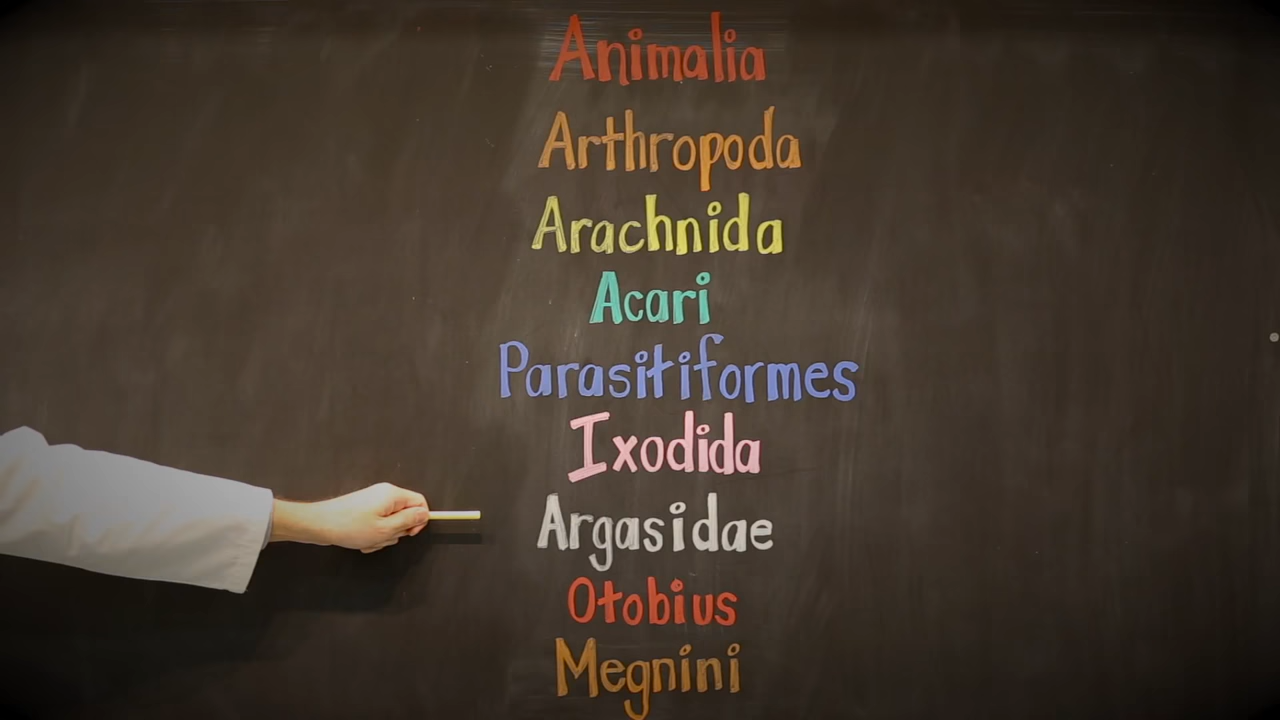 Animalia
Arthropoda
Arachnida
Acari
Parasitiformes
Ixodida
Argasidae
Otobius
Megnini